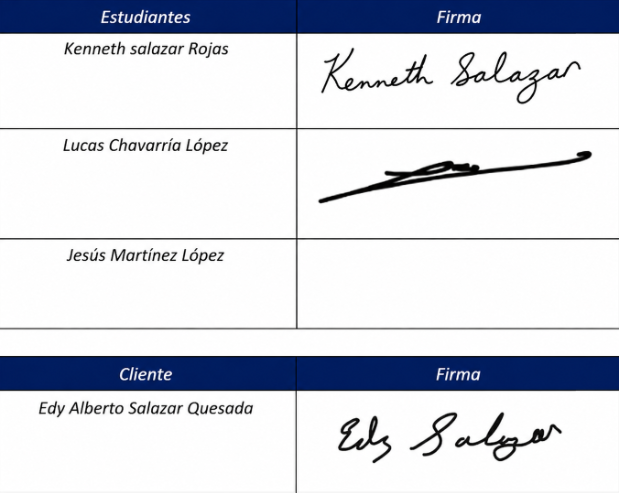 Estudiantes Firma
Kenneth salazar Rojas
Kenneth Salazar
Lucas Chavarría López
Jesús Martínez López
Cliente Firma
Edy Alberto Salazar Quesada
Edy Salazar